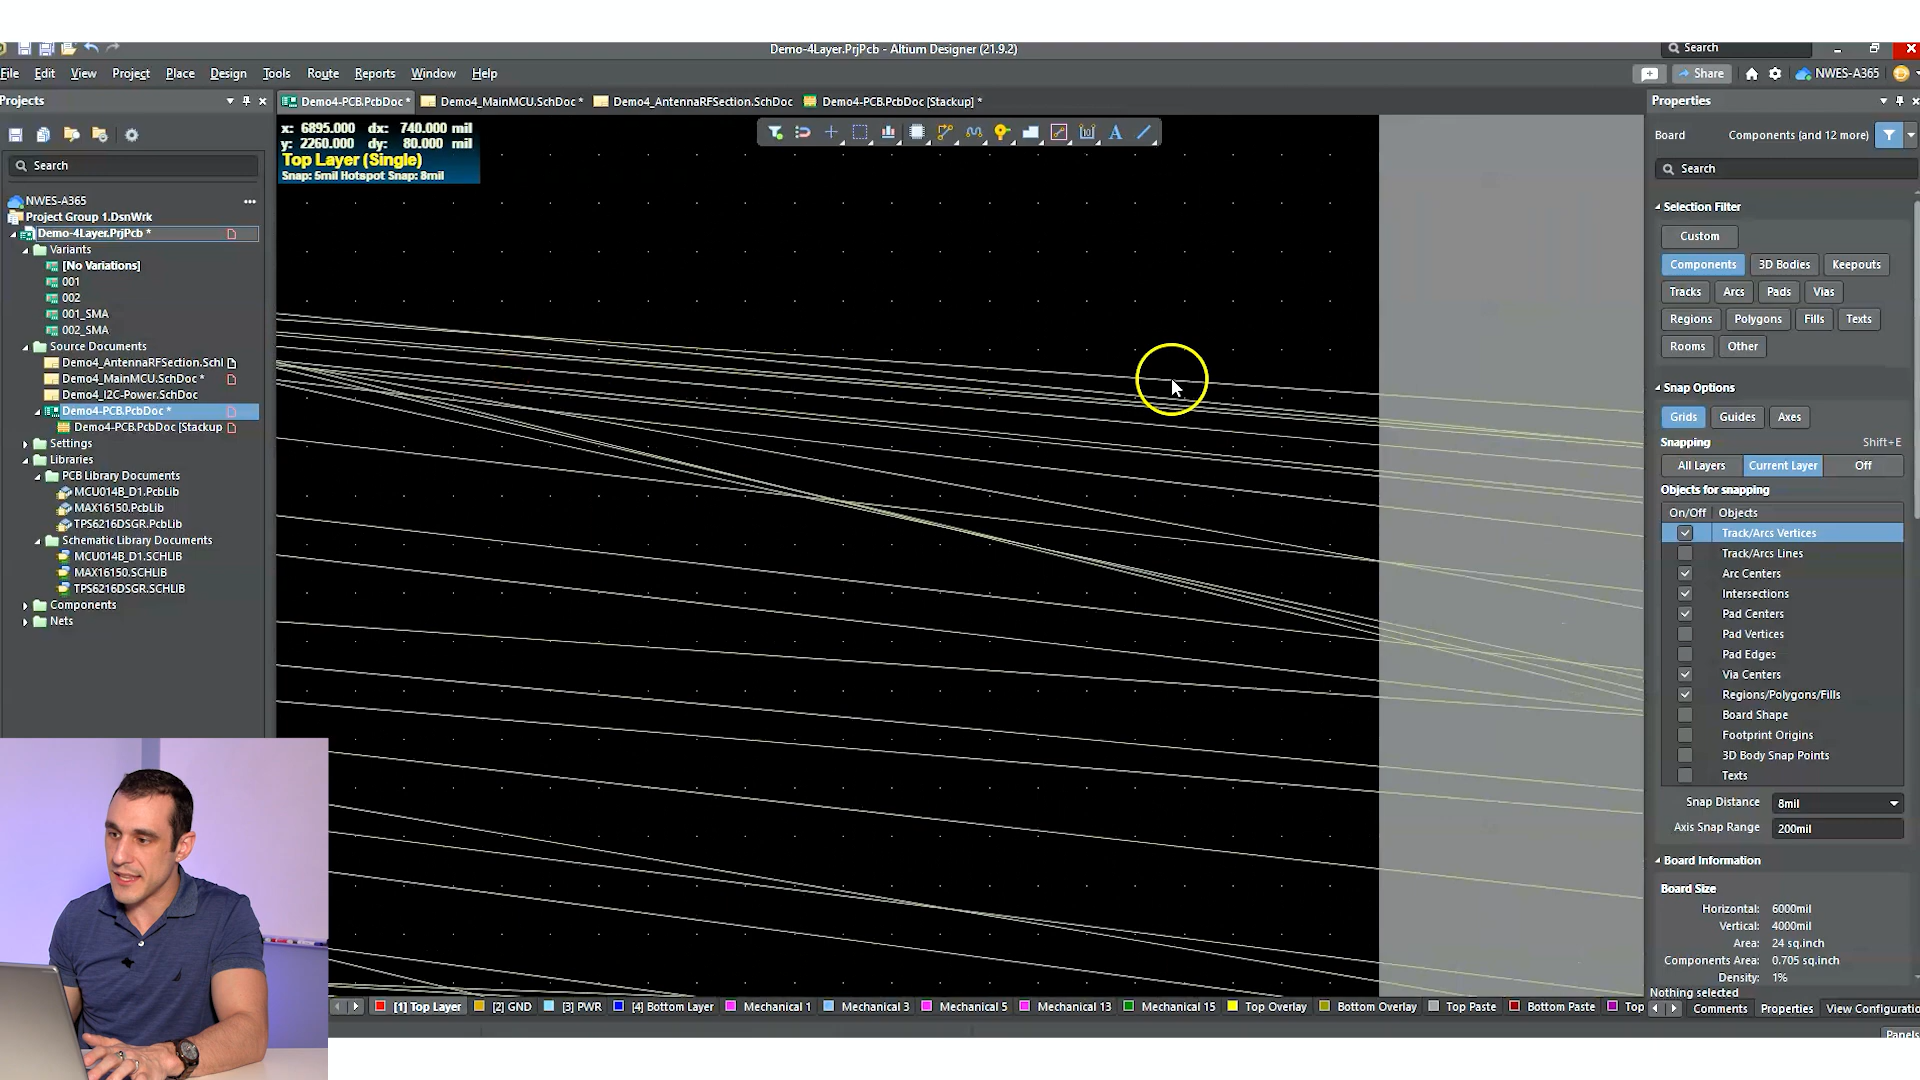 Demo-4Layer.PrjPcb - Altium Designer (21.9.2)
Search
File Edit View Project Place Design Tools Route Reports Window Help
Share
NWES-A365
Projects
Demo4-PCB.PcbDoc *
Demo4_MainMCU.SchDoc *
Demo4_AntennaRFSection.SchDoc
Demo4-PCB.PcbDoc [Stackup] *
Search
NWES-A365
Project Group 1.DsnWrk
Demo-4Layer.PrjPcb *
Variants
[No Variations]
001
002
001_SMA
002_SMA
Source Documents
Demo4_AntennaRFSection.Schl
Demo4_MainMCU.SchDoc *
Demo4_I2C-Power.SchDoc
Demo4-PCB.PcbDoc *
Demo4-PCB.PcbDoc [Stackup
Settings
Libraries
PCB Library Documents
MCU014B_D1.PcbLib
MAX16150.PcbLib
TPS6216DSGR.PcbLib
Schematic Library Documents
MCU014B_D1.SCHLIB
MAX16150.SCHLIB
TPS6216DSGR.SCHLIB
Components
Nets
x: 6895.000 dx: 740.000 mil
y: 2260.000 dy: 80.000 mil
Top Layer (Single)
Snap: 5mil Hotspot Snap: 8mil
Properties
Board Components (and 12 more)
Search
Selection Filter
Custom
Components 3D Bodies Keepouts
Tracks Arcs Pads Vias
Regions Polygons Fills Texts
Rooms Other
Snap Options
Grids Guides Axes
Snapping Shift+E
All Layers Current Layer Off
Objects for snapping
On/Off Objects
Track/Arcs Vertices
Track/Arcs Lines
Arc Centers
Intersections
Pad Centers
Pad Vertices
Pad Edges
Via Centers
Regions/Polygons/Fills
Board Shape
Footprint Origins
3D Body Snap Points
Texts
Snap Distance 8mil
Axis Snap Range 200mil
Board Information
Board Size
Horizontal: 6000mil
Vertical: 4000mil
Area: 24 sq.inch
Components Area: 0.705 sq.inch
Density: 1%
Nothing selected
[1] Top Layer [2] GND [3] PWR [4] Bottom Layer Mechanical 1 Mechanical 3 Mechanical 5 Mechanical 13 Mechanical 15 Top Overlay Bottom Overlay Top Paste Bottom Paste Top
Comments Properties View Configuratio
Panels